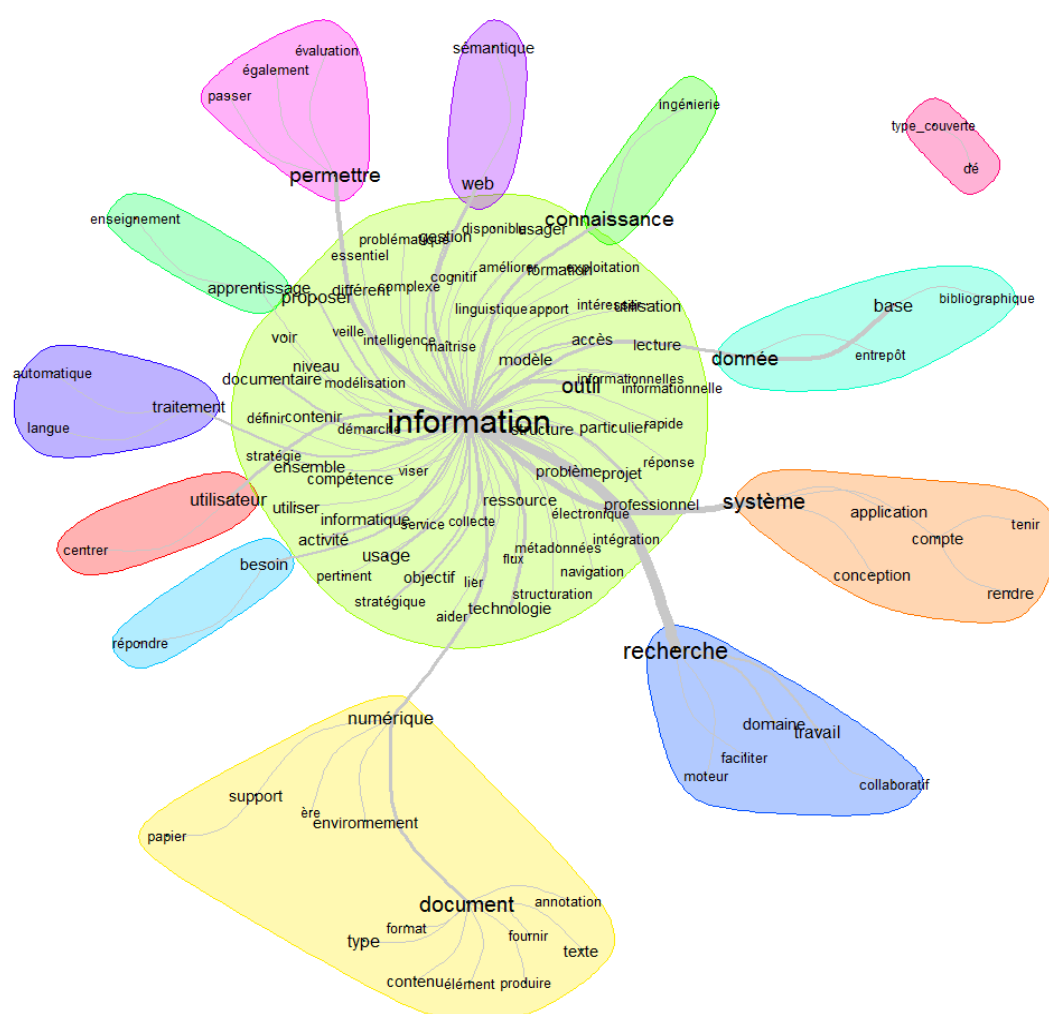 évaluation
également
passer
permettre
sémantique
web
ingénierie
connaissance
type_couverte
dé
enseignement
apprentissage
base
bibliographique
entrepôt
donnée
automatique
traitement
langue
utilisateur
centrer
besoin
répondre
problématique
gestion
disponible
usager
essentiel
cognitif
améliorer
formation
exploitation
proposer
différent
complexe
linguistique
apport
intéresser
utilisation
voir
veille
intelligence
maîtrise
accès
lecture
modèle
niveau
documentaire
modélisation
outil
informationnelles
informationnelle
définir
contenir
démarche
information
structure
particulier
rapide
stratégie
ensemble
compétence
viser
problème
projet
réponse
utiliser
informatique
service
collecte
ressource
électronique
professionnel
activité
usage
flux
métadonnées
intégration
pertinent
objectif
lier
structuration
navigation
stratégique
aider
technologie
système
application
tenir
compte
conception
rendre
recherche
domaine
travail
faciliter
moteur
collaboratif
numérique
support
ère
environnement
papier
document
annotation
format
type
fournir
texte
contenu
élément
produire